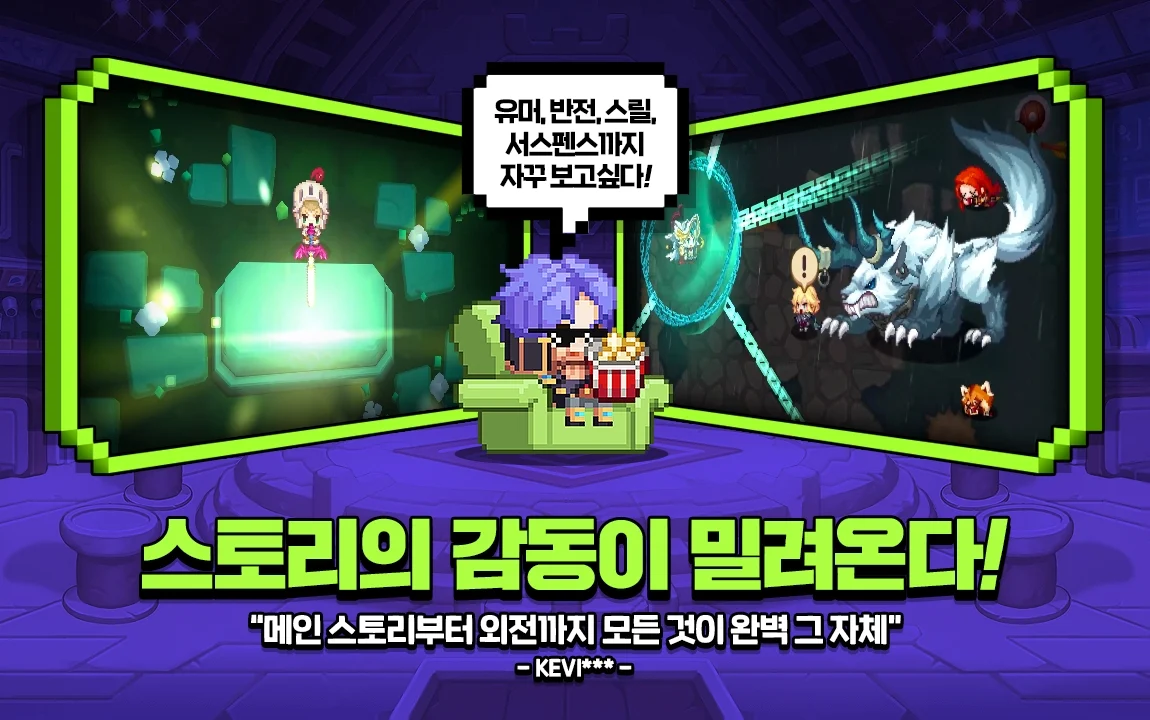 유머, 반전, 스릴,
서스펜스까지
자꾸 보고싶다!
!
스토리의 감동이 밀려온다!
"메인 스토리부터 외전까지 모든 것이 완벽 그 자체"
- KEVI*** -